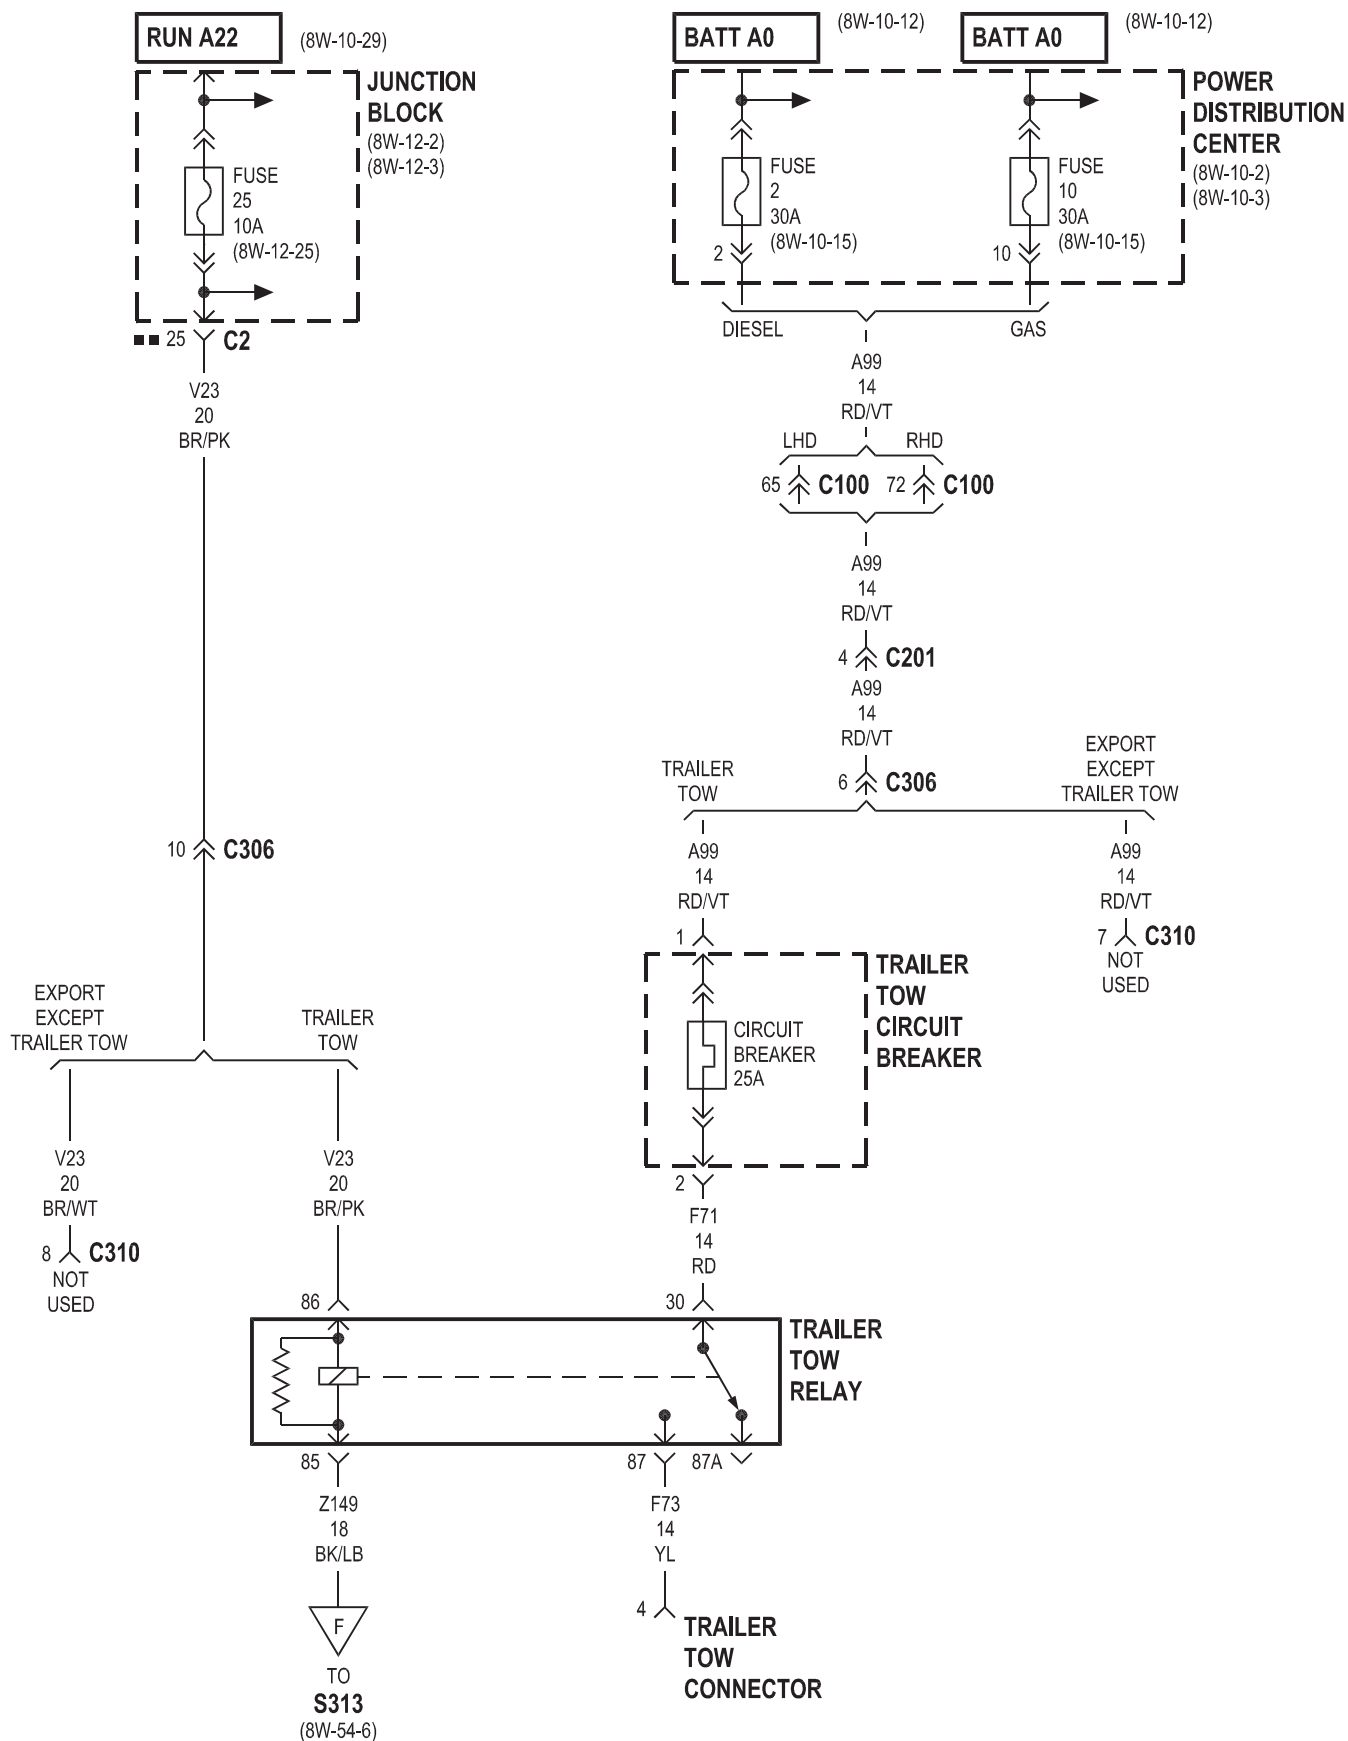 RUN A22
(8W-10-29)
BATT A0
(8W-10-12)
BATT A0
(8W-10-12)
JUNCTION
BLOCK
(8W-12-2)
(8W-12-3)
FUSE
25
10A
(8W-12-25)
25
C2
V23
20
BR/PK
POWER
DISTRIBUTION
CENTER
(8W-10-2)
(8W-10-3)
FUSE
2
30A
(8W-10-15)
2
FUSE
10
30A
(8W-10-15)
10
DIESEL
GAS
A99
14
RD/VT
LHD
RHD
65
C100
72
C100
A99
14
RD/VT
4
C201
A99
14
RD/VT
6
C306
TRAILER
TOW
EXPORT
EXCEPT
TRAILER TOW
A99
14
RD/VT
1
A99
14
RD/VT
7
C310
NOT
USED
10
C306
EXPORT
EXCEPT
TRAILER TOW
TRAILER
TOW
CIRCUIT
BREAKER
25A
TRAILER
TOW
CIRCUIT
BREAKER
V23
20
BR/WT
8
C310
NOT
USED
V23
20
BR/PK
86
2
F71
14
RD
30
TRAILER
TOW
RELAY
85
87
87A
Z149
18
BK/LB
F
TO
S313
(8W-54-6)
F73
14
YL
4
TRAILER
TOW
CONNECTOR